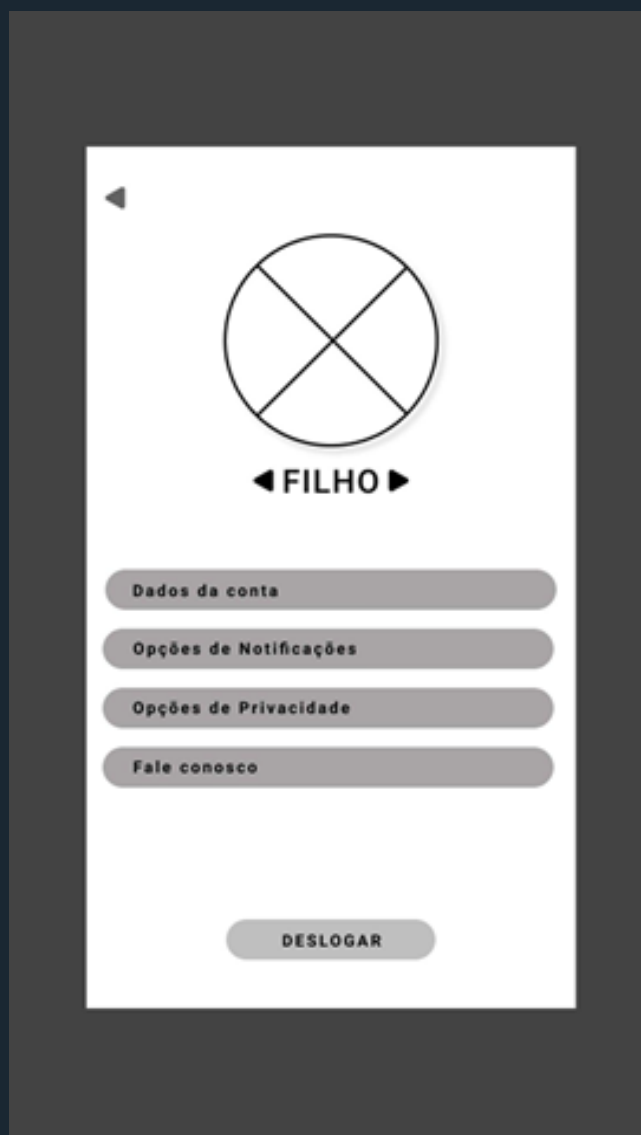 FILHO
Dados da conta
Opções de Notificações
Opções de Privacidade
Fale conosco
DESLOGAR